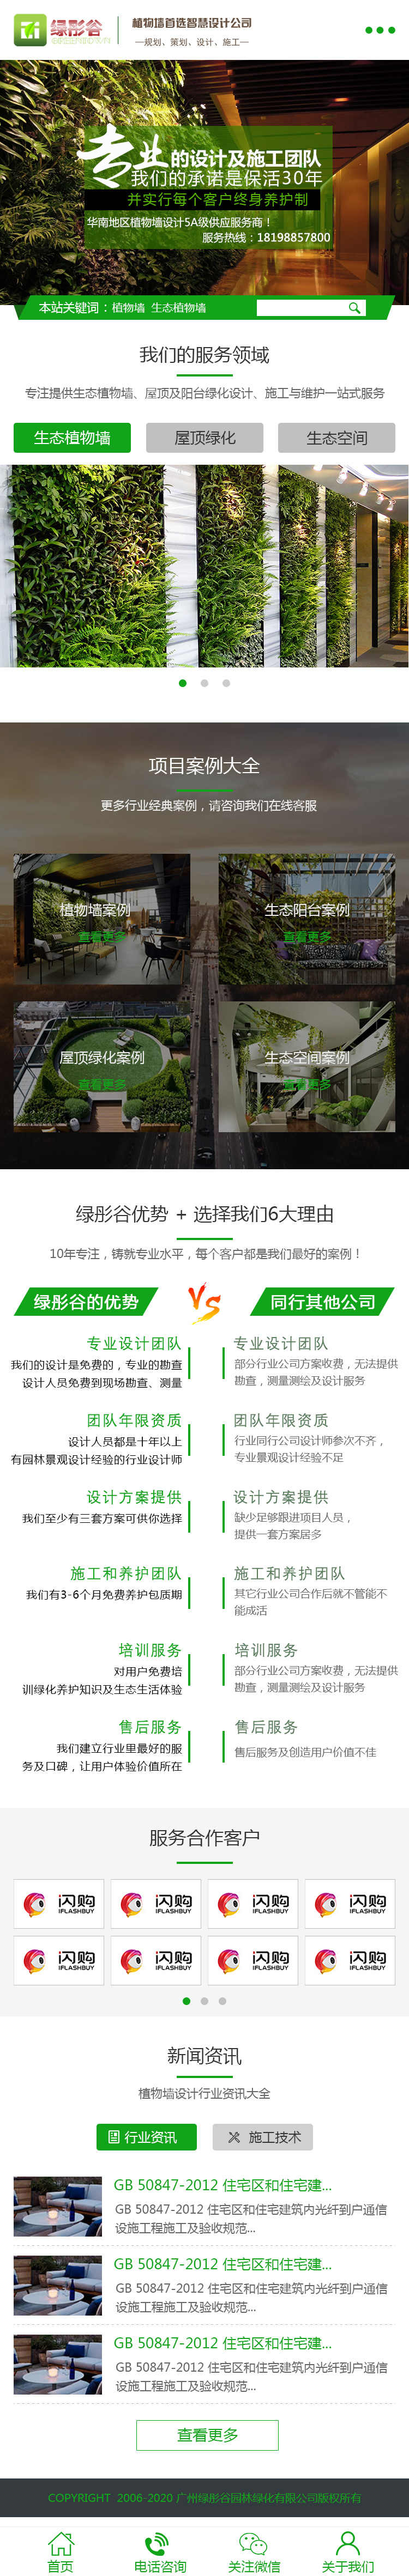 绿彤谷
植物墙首选智慧设计公司
—规划、策划、设计、施工—
专业的设计及施工团队
我们的承诺是保活30年
并实行每个客户终身养护制
华南地区植物墙设计5A级供应服务商！
服务热线：18198857800
本站关键词：植物墙 生态植物墙
我们的服务领域
专注提供生态植物墙、屋顶及阳台绿化设计、施工与维护一站式服务
生态植物墙 屋顶绿化 生态空间
项目案例大全
更多行业经典案例，请咨询我们在线客服
植物墙案例 生态阳台案例
查看更多 查看更多
屋顶绿化案例 生态空间案例
查看更多 查看更多
绿彤谷优势 + 选择我们6大理由
10年专注，铸就专业水平，每个客户都是我们最好的案例！
绿彤谷的优势 VS 同行其他公司
专业设计团队
我们的设计是免费的，专业的勘查
设计人员免费到现场勘查、测量
专业设计团队
部分行业公司方案收费，无法提供
勘查，测量测绘及设计服务
团队年限资质
设计人员都是十年以上
有园林景观设计经验的行业设计师
团队年限资质
行业同行公司设计师参次不齐，
专业景观设计经验不足
设计方案提供
我们至少有三套方案可供你选择
设计方案提供
缺少足够跟进项目人员，
提供一套方案居多
施工和养护团队
我们有3-6个月免费养护包质期
施工和养护团队
其它行业公司合作后就不管能不
能成活
培训服务
对用户免费培
训绿化养护知识及生态生活体验
培训服务
部分行业公司方案收费，无法提供
勘查，测量测绘及设计服务
售后服务
我们建立行业里最好的服
务及口碑，让用户体验价值所在
售后服务
售后服务及创造用户价值不佳
服务合作客户
闪购 闪购 闪购 闪购
IFLASHBUY IFLASHBUY IFLASHBUY IFLASHBUY
闪购 闪购 闪购 闪购
IFLASHBUY IFLASHBUY IFLASHBUY IFLASHBUY
新闻资讯
植物墙设计行业资讯大全
行业资讯 施工技术
GB 50847-2012 住宅区和住宅建...
GB 50847-2012 住宅区和住宅建筑内光纤到户通信
设施工程施工及验收规范...
GB 50847-2012 住宅区和住宅建...
GB 50847-2012 住宅区和住宅建筑内光纤到户通信
设施工程施工及验收规范...
GB 50847-2012 住宅区和住宅建...
GB 50847-2012 住宅区和住宅建筑内光纤到户通信
设施工程施工及验收规范...
查看更多
COPYRIGHT 2006-2020 广州绿彤谷园林绿化有限公司版权所有
首页 电话咨询 关注微信 关于我们